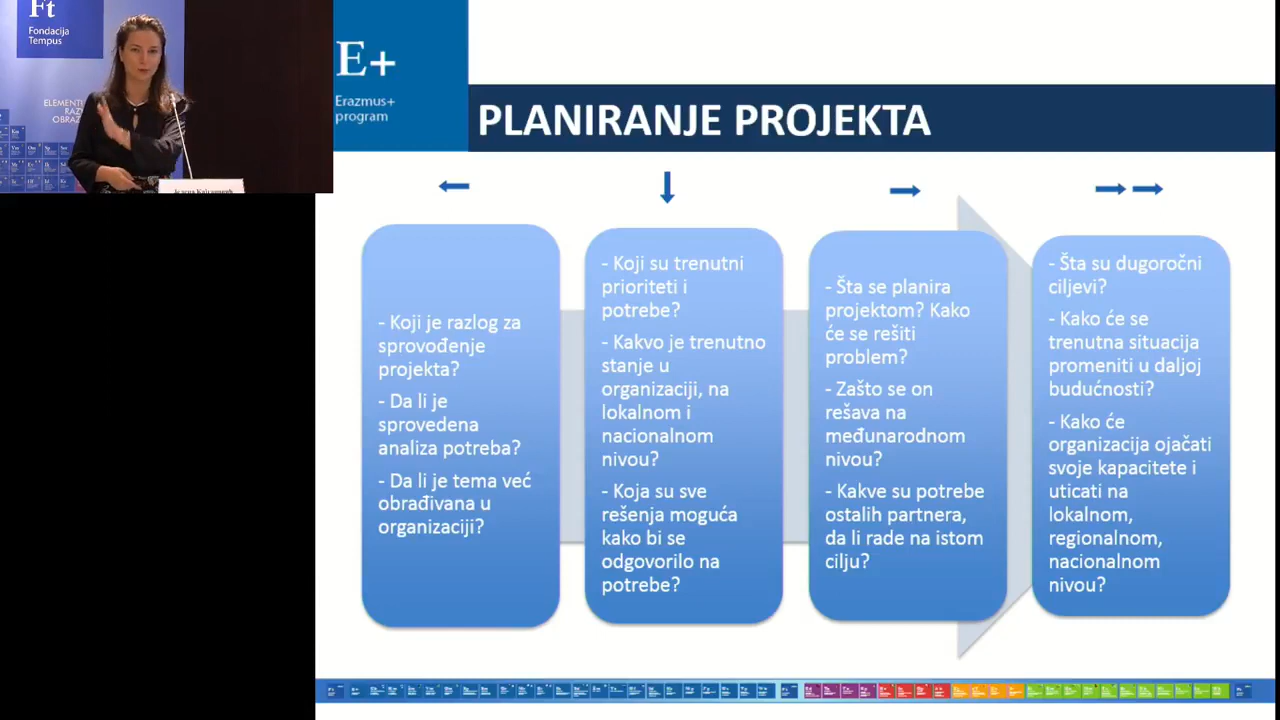 Ft
Fondacija
Tempus
ELEMENTI
RAZV
OBRAZ
E+
Erazmus+
program
PLANIRANJE PROJEKTA
- Koji je razlog za
sprovođenje
projekta?
- Da li je
sprovedena
analiza potreba?
- Da li je tema već
obrađivana u
organizaciji?
- Koji su trenutni
prioriteti i
potrebe?
- Kakvo je trenutno
stanje u
organizaciji, na
lokalnom i
nacionalnom
nivou?
- Koja su sve
rešenja moguća
kako bi se
odgovorilo na
potrebe?
- Šta se planira
projektom? Kako
će se rešiti
problem?
- Zašto se on
rešava na
međunarodnom
nivou?
- Kakve su potrebe
ostalih partnera,
da li rade na istom
cilju?
- Šta su dugoročni
ciljevi?
- Kako će se
trenutna situacija
promeniti u daljoj
budućnosti?
- Kako će
organizacija ojačati
svoje kapacitete i
uticati na
lokalnom,
regionalnom,
nacionalnom
nivou?